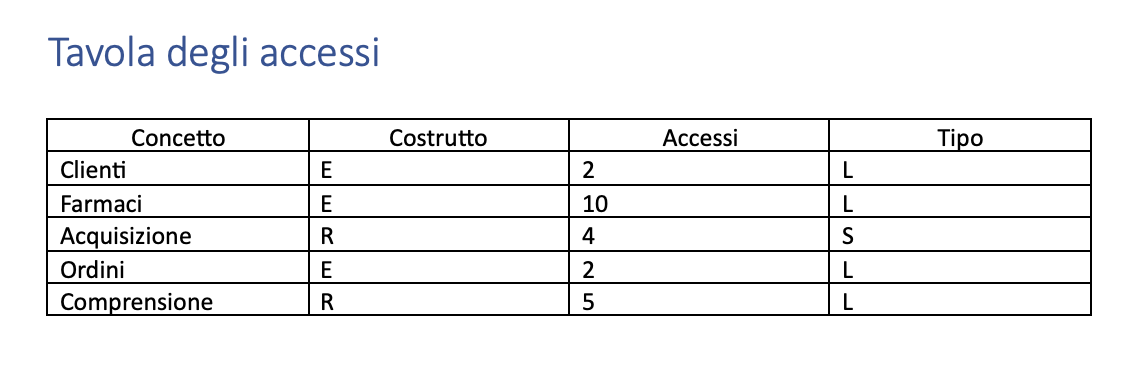 Tavola degli accessi
Concetto Costrutto Accessi Tipo
Clienti E 2 L
Farmaci E 10 L
Acquisizione R 4 S
Ordini E 2 L
Comprensione R 5 L